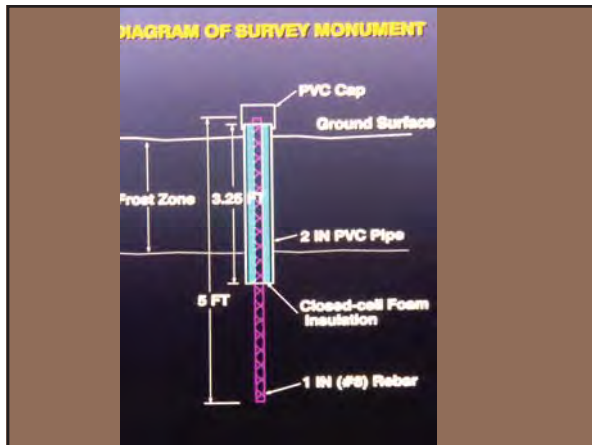 DIAGRAM OF SURVEY MONUMENT
PVC Cap
Ground Surface
Frost Zone
3.25 FT
2 IN PVC Pipe
5 FT
Closed-cell Foam
Insulation
1 IN (#8) Rebar